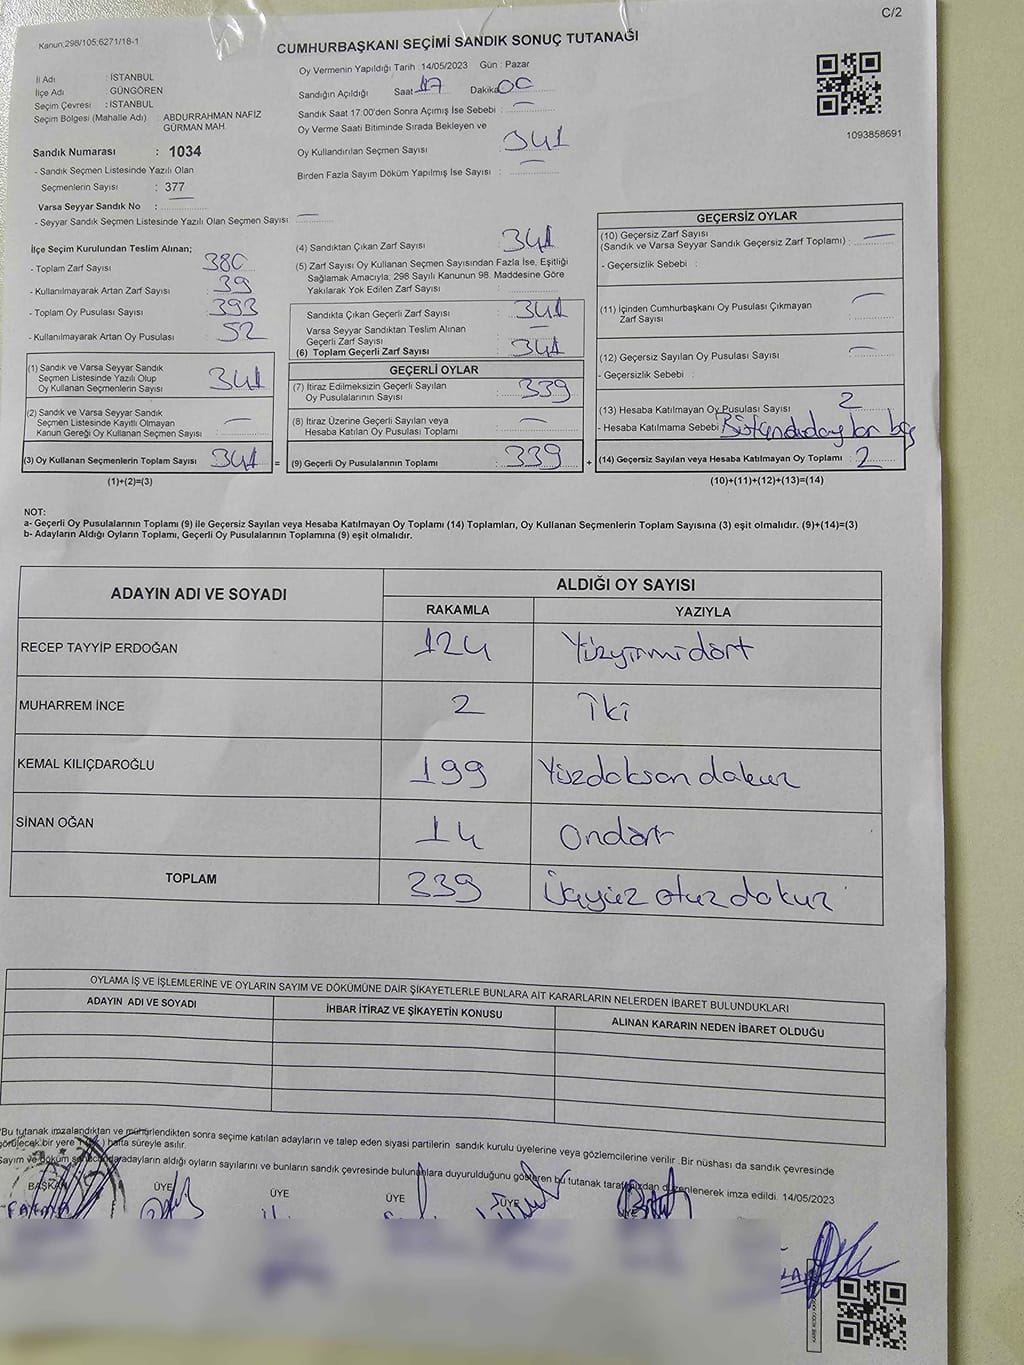 C/2
Kanun,298/105;6271/18-1
CUMHURBAŞKANI SEÇİMİ SANDIK SONUÇ TUTANAĞI
İl Adı : İSTANBUL
İlçe Adı : GÜNGÖREN
Seçim Çevresi : İSTANBUL
Seçim Bölgesi (Mahalle Adı) ABDURRAHMAN NAFİZ
GÜRMAN MAH.
Sandık Numarası : 1034
- Sandık Seçmen Listesinde Yazılı Olan
Seçmenlerin Sayısı : 377
Varsa Seyyar Sandık No : —
- Seyyar Sandık Seçmen Listesinde Yazılı Olan Seçmen Sayısı: —
Oy Vermenin Yapıldığı Tarih : 14/05/2023 Gün : Pazar
Sandığın Açıldığı Saat 17 Dakika 00
Sandık Saat 17:00'den Sonra Açımış İse Sebebi : —
Oy Verme Saati Bitiminde Sırada Bekleyen ve
Oy Kullandırılan Seçmen Sayısı : 341
Birden Fazla Sayım Döküm Yapılmış İse Sayısı : —
1093858691
İlçe Seçim Kurulundan Teslim Alınan;
- Toplam Zarf Sayısı : 380
- Kullanılmayarak Artan Zarf Sayısı : 39
- Toplam Oy Pusulası Sayısı : 393
- Kullanılmayarak Artan Oy Pusulası : 52
(1) Sandık ve Varsa Seyyar Sandık
Seçmen Listesinde Yazılı Olup
Oy Kullanan Seçmenlerin Sayısı : 341
(2) Sandık ve Varsa Seyyar Sandık
Seçmen Listesinde Kayıtlı Olmayan
Kanun Gereği Oy Kullanan Seçmen Sayısı : —
(3) Oy Kullanan Seçmenlerin Toplam Sayısı : 341 =
(1)+(2)=(3)
(4) Sandıktan Çıkan Zarf Sayısı : 341
(5) Zarf Sayısı Oy Kullanan Seçmen Sayısından Fazla İse, Eşitliği
Sağlamak Amacıyla; 298 Sayılı Kanunun 98. Maddesine Göre
Yakılarak Yok Edilen Zarf Sayısı :
Sandıkta Çıkan Geçerli Zarf Sayısı : 341
Varsa Seyyar Sandıktan Teslim Alınan
Geçerli Zarf Sayısı : —
(6) Toplam Geçerli Zarf Sayısı : 341
GEÇERLİ OYLAR
(7) İtiraz Edilmeksizin Geçerli Sayılan
Oy Pusulalarının Sayısı : 339
(8) İtiraz Üzerine Geçerli Sayılan veya
Hesaba Katılan Oy Pusulası Toplamı : —
(9) Geçerli Oy Pusulalarının Toplamı : 339 +
GEÇERSİZ OYLAR
(10) Geçersiz Zarf Sayısı
(Sandık ve Varsa Seyyar Sandık Geçersiz Zarf Toplamı) : —
- Geçersizlik Sebebi :
(11) İçinden Cumhurbaşkanı Oy Pusulası Çıkmayan
Zarf Sayısı : —
(12) Geçersiz Sayılan Oy Pusulası Sayısı : —
- Geçersizlik Sebebi :
(13) Hesaba Katılmayan Oy Pusulası Sayısı : 2
- Hesaba Katılmama Sebebi
(14) Geçersiz Sayılan veya Hesaba Katılmayan Oy Toplamı : 2
(10)+(11)+(12)+(13)=(14)
NOT:
a- Geçerli Oy Pusulalarının Toplamı (9) ile Geçersiz Sayılan veya Hesaba Katılmayan Oy Toplamı (14) Toplamları, Oy Kullanan Seçmenlerin Toplam Sayısına (3) eşit olmalıdır. (9)+(14)=(3)
b- Adayların Aldığı Oyların Toplamı, Geçerli Oy Pusulalarının Toplamına (9) eşit olmalıdır.
ADAYIN ADI VE SOYADI
ALDIĞI OY SAYISI
RAKAMLA YAZIYLA
RECEP TAYYİP ERDOĞAN 124 Yüzyirmidört
MUHARREM İNCE 2 İki
KEMAL KILIÇDAROĞLU 199 Yüzdoksan dokuz
SİNAN OĞAN 14 Ondört
TOPLAM 339 Üçyüz otuz dokuz
OYLAMA İŞ VE İŞLEMLERİNE VE OYLARIN SAYIM VE DÖKÜMÜNE DAİR ŞİKAYETLERLE BUNLARA AİT KARARLARIN NELERDEN İBARET BULUNDUKLARI
ADAYIN ADI VE SOYADI İHBAR İTİRAZ VE ŞİKAYETİN KONUSU ALINAN KARARIN NEDEN İBARET OLDUĞU
Bu tutanak imzalandıktan ve mühürlendikten sonra seçime katılan adayların ve talep eden siyasi partilerin sandık kurulu üyelerine veya gözlemcilerine verilir .Bir nüshası da sandık çevresinde
görülecek bir yere hafta süreyle asılır.
Sayım ve döküm adayların aldığı oyların sayılarını ve bunların sandık çevresinde bulunanlara duyurulduğunu gösteren bu tutanak tarafımızdan düzenlenerek imza edildi. 14/05/2023
BAŞKAN ÜYE ÜYE ÜYE ÜYE ÜYE
FATMA